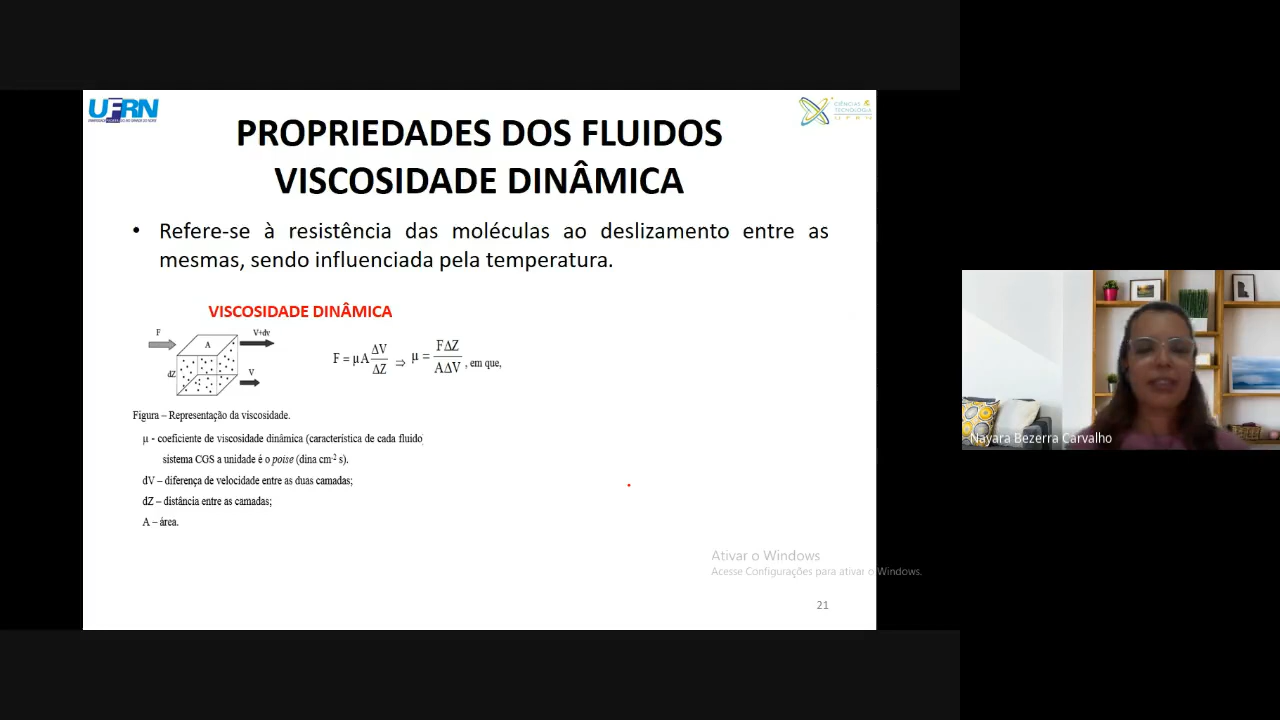 UFRN
CIÊNCIAS &
TECNOLOGIA
UFRN
PROPRIEDADES DOS FLUIDOS
VISCOSIDADE DINÂMICA
• Refere-se à resistência das moléculas ao deslizamento entre as
mesmas, sendo influenciada pela temperatura.
VISCOSIDADE DINÂMICA
F
A
V+dv
dZ
V
F = μA ΔV/ΔZ ⇒ μ = FΔZ/AΔV , em que,
Figura – Representação da viscosidade.
μ - coeficiente de viscosidade dinâmica (característica de cada fluido
sistema CGS a unidade é o poise (dina cm⁻² s).
dV – diferença de velocidade entre as duas camadas;
dZ – distância entre as camadas;
A – área.
Nayara Bezerra Carvalho
Ativar o Windows
Acesse Configurações para ativar o Windows.
21